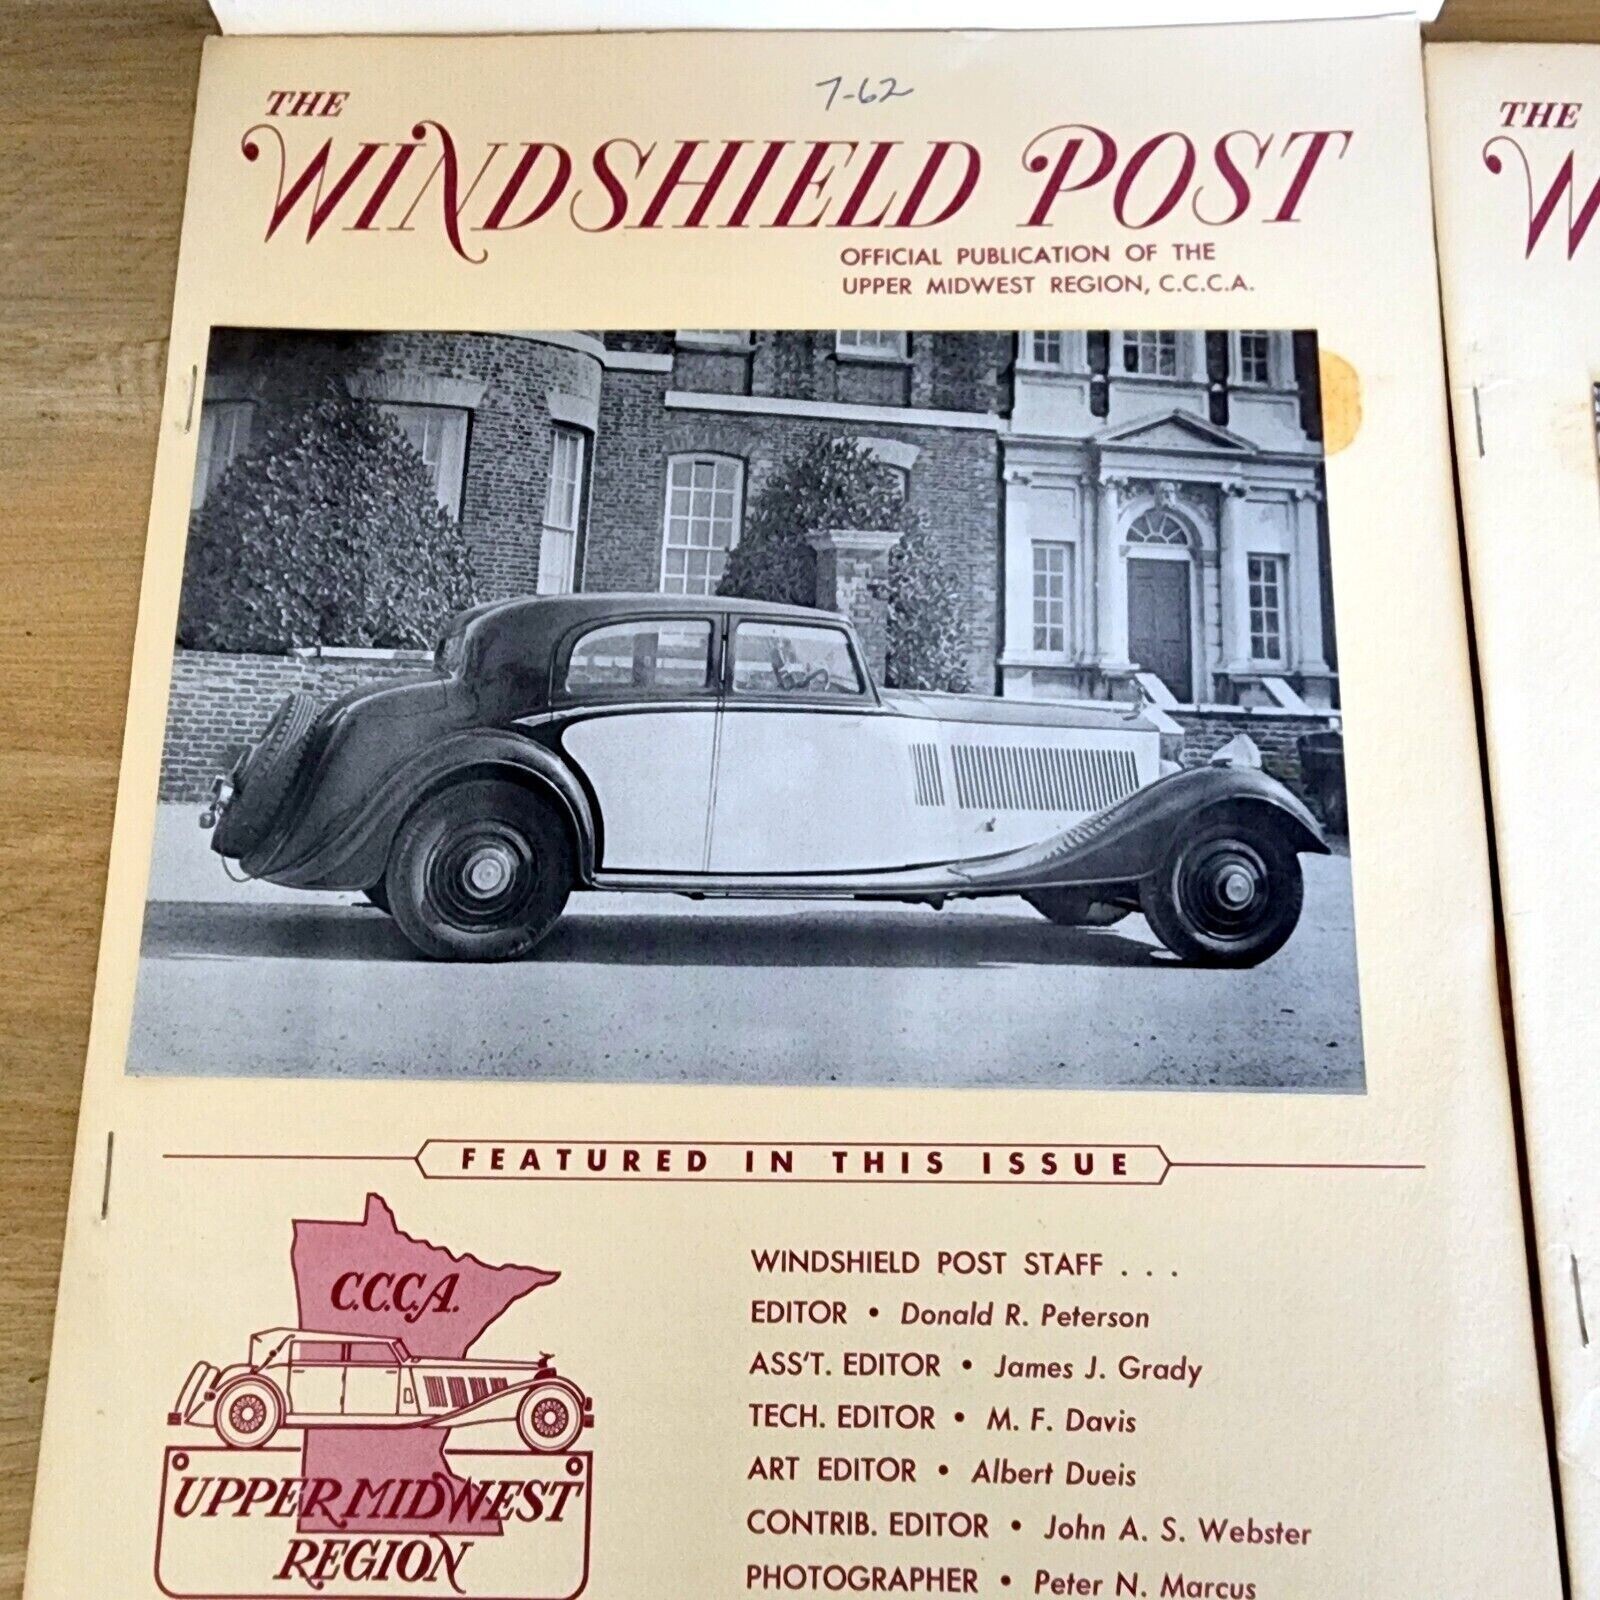 7-62
THE
WINDSHIELD POST
OFFICIAL PUBLICATION OF THE
UPPER MIDWEST REGION, C.C.C.A.
FEATURED IN THIS ISSUE
C.C.C.A.
UPPER MIDWEST
REGION
WINDSHIELD POST STAFF . . .
EDITOR • Donald R. Peterson
ASS'T. EDITOR • James J. Grady
TECH. EDITOR • M. F. Davis
ART EDITOR • Albert Dueis
CONTRIB. EDITOR • John A. S. Webster
PHOTOGRAPHER • Peter N. Marcus
THE
W